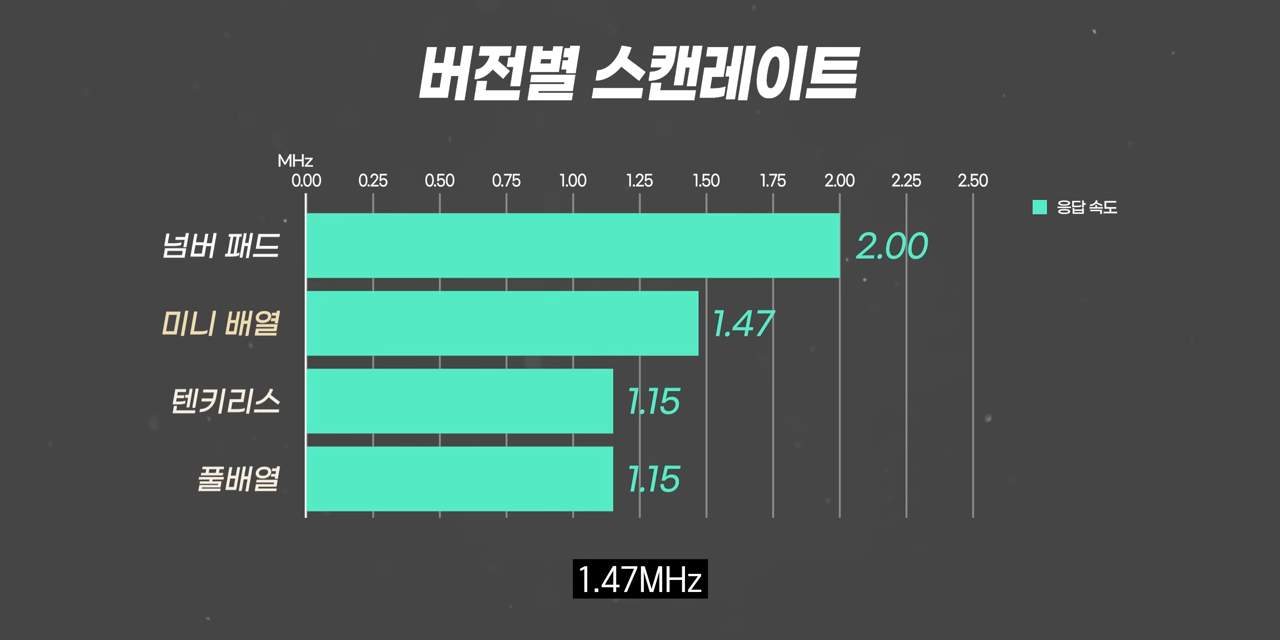 버전별 스캔레이트
MHz
0.00 0.25 0.50 0.75 1.00 1.25 1.50 1.75 2.00 2.25 2.50
응답 속도
넘버 패드 2.00
미니 배열 1.47
텐키리스 1.15
풀배열 1.15
1.47MHz